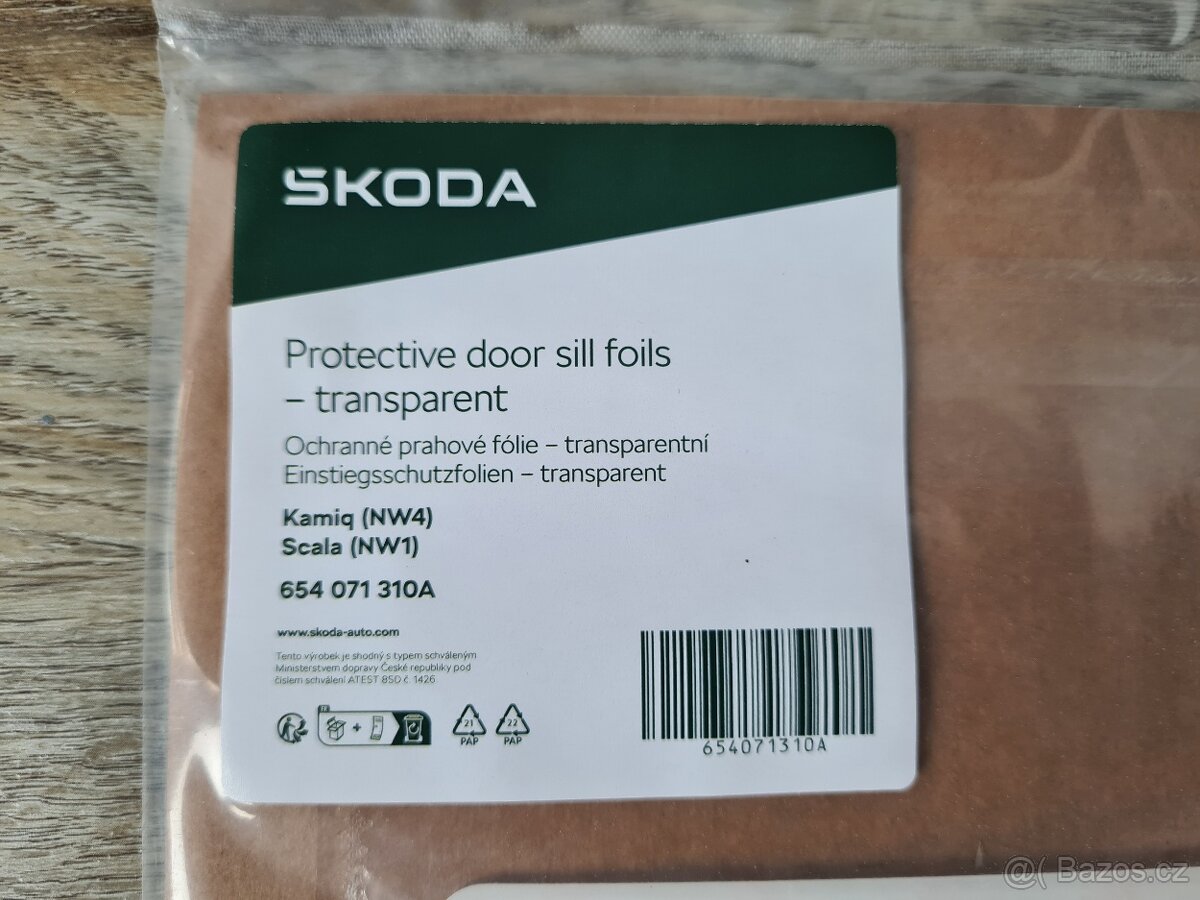 ŠKODA
Protective door sill foils
– transparent
Ochranné prahové fólie – transparentní
Einstiegsschutzfolien – transparent
Kamiq (NW4)
Scala (NW1)
654 071 310A
www.skoda-auto.com
Tento výrobek je shodný s typem schváleným
Ministerstvem dopravy České republiky pod
číslem schválení ATEST 8SD č. 1426
FR
+
21
PAP
22
PAP
654071310A
@( Bazos.cz